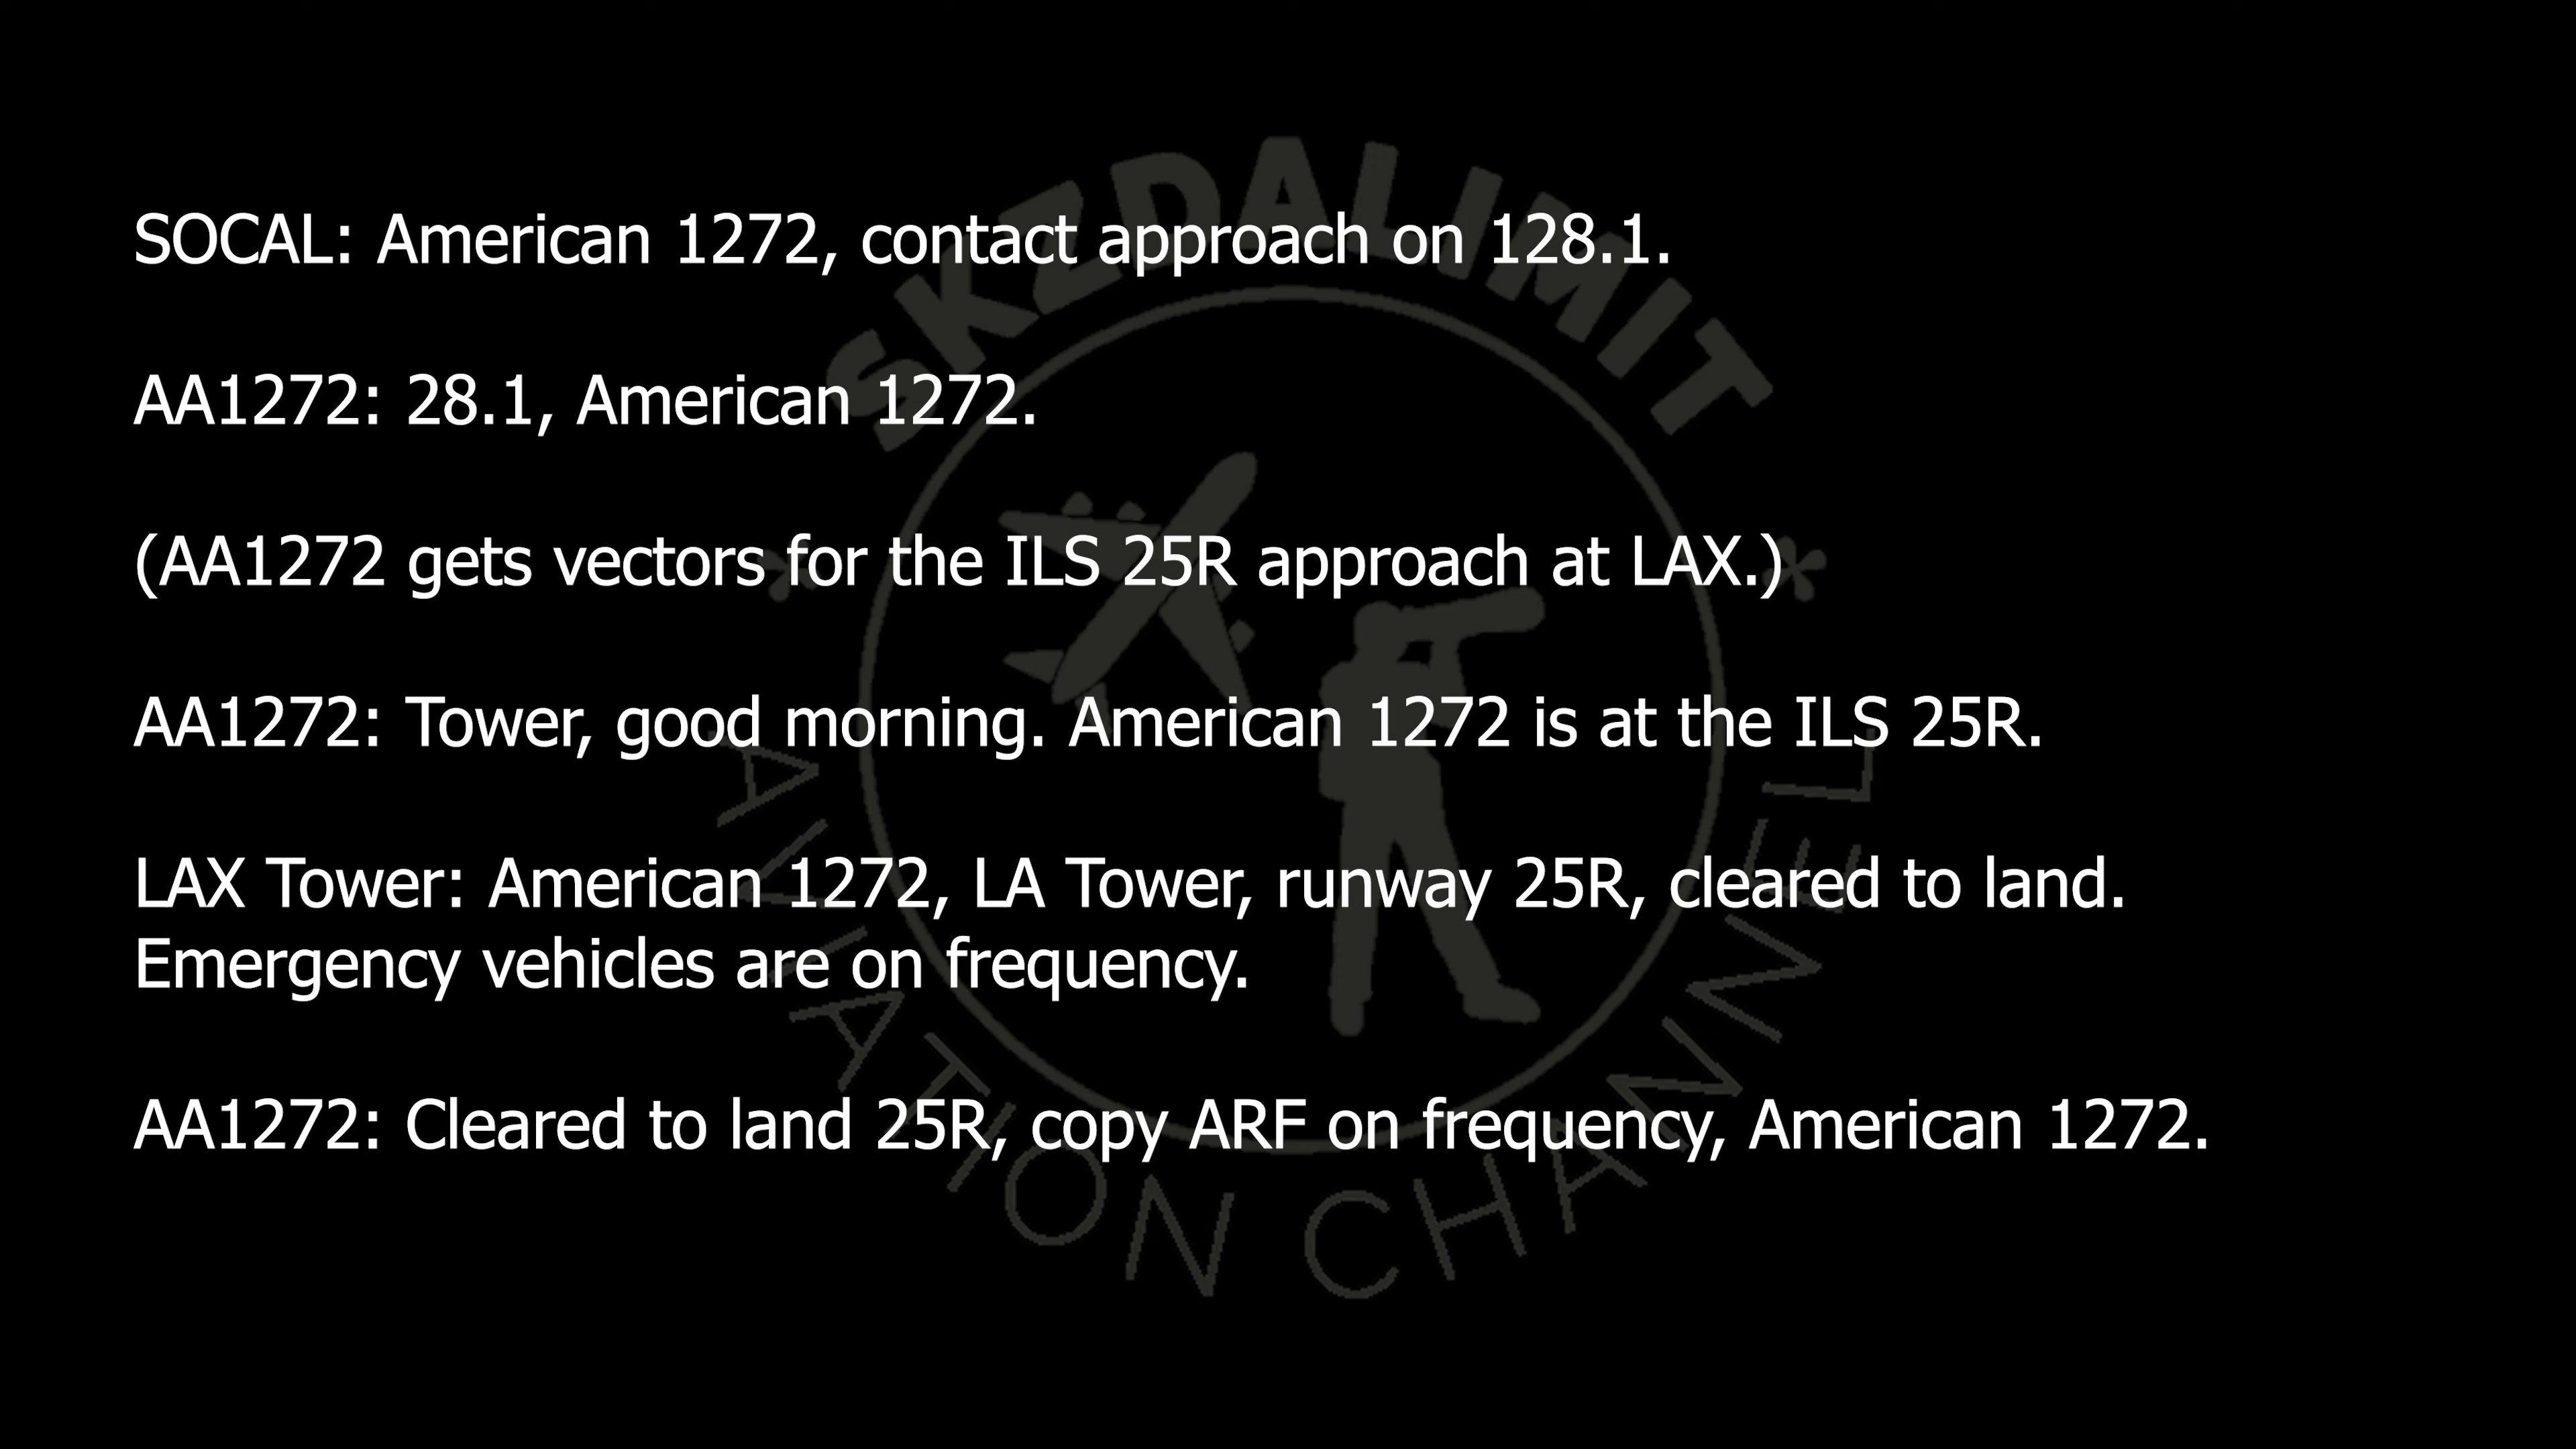 SKZDALIMIT
SOCAL: American 1272, contact approach on 128.1.
AA1272: 28.1, American 1272.
(AA1272 gets vectors for the ILS 25R approach at LAX.)
AA1272: Tower, good morning. American 1272 is at the ILS 25R.
LAX Tower: American 1272, LA Tower, runway 25R, cleared to land.
Emergency vehicles are on frequency.
AA1272: Cleared to land 25R, copy ARF on frequency, American 1272.
AVIATION CHANNEL